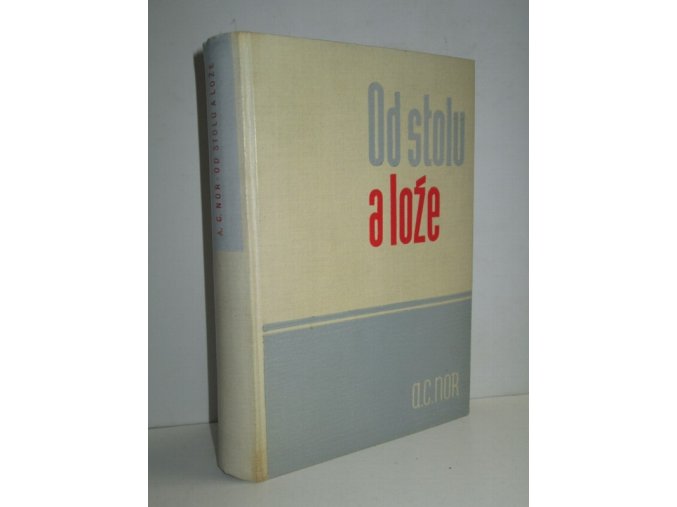 A. C. NOR - OD STOLU A LOŽE
Od stolu
a lože
a.c.nor